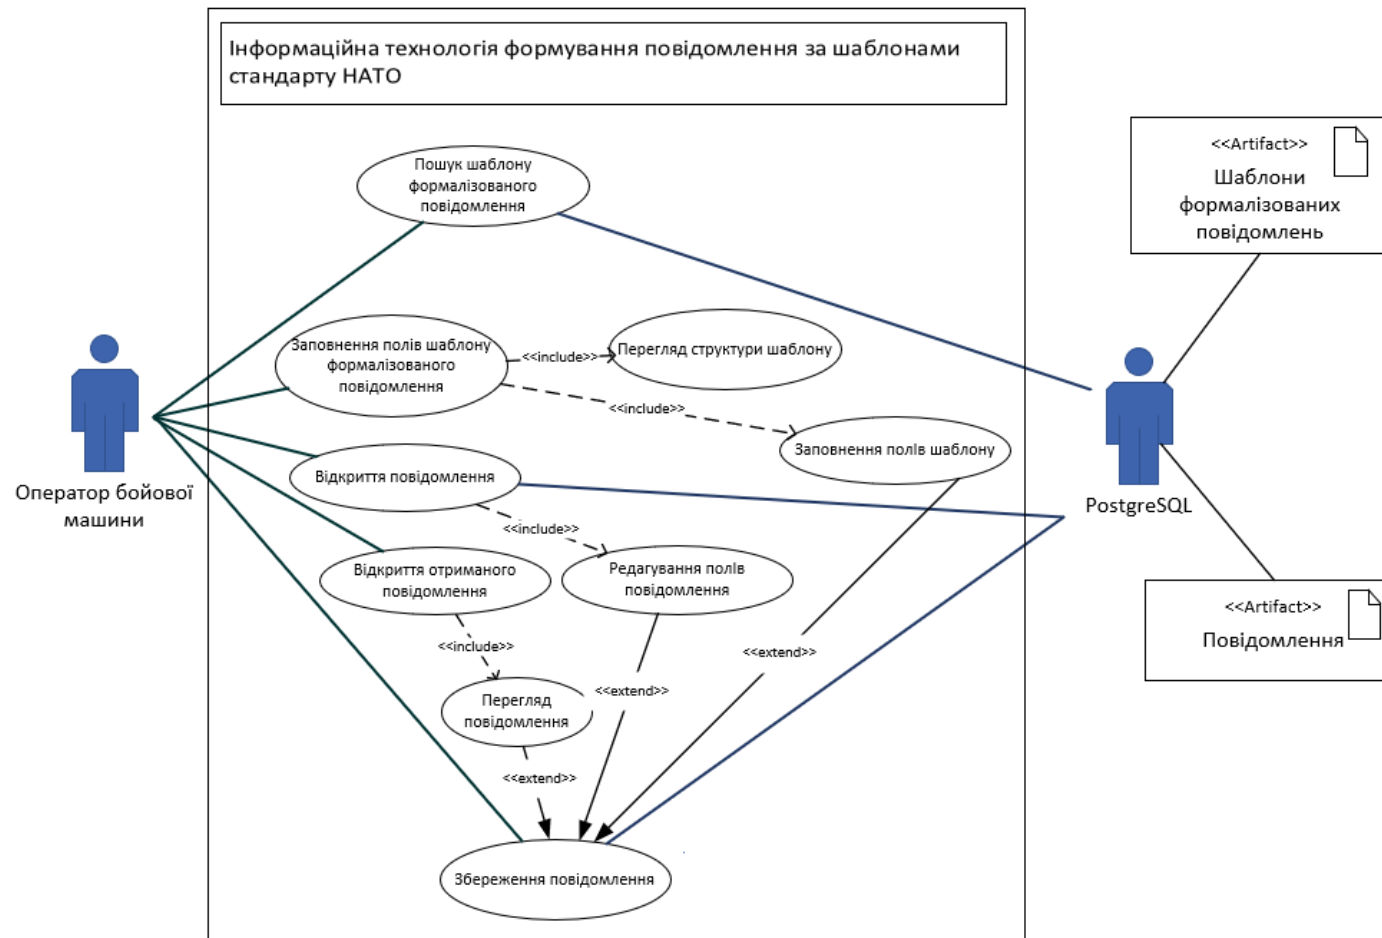 Інформаційна технологія формування повідомлення за шаблонами
стандарту НАТО
Пошук шаблону
формалізованого
повідомлення
<<Artifact>>
Шаблони
формалізованих
повідомлень
Заповнення полів шаблону
формалізованого
повідомлення
<<include>>
Перегляд структури шаблону
<<include>>
Заповнення полів шаблону
Оператор бойової
машини
Відкриття повідомлення
PostgreSQL
<<include>>
Відкриття отриманого
повідомлення
Редагування полів
повідомлення
<<Artifact>>
Повідомлення
<<include>>
<<extend>>
<<extend>>
Перегляд
повідомлення
<<extend>>
Збереження повідомлення